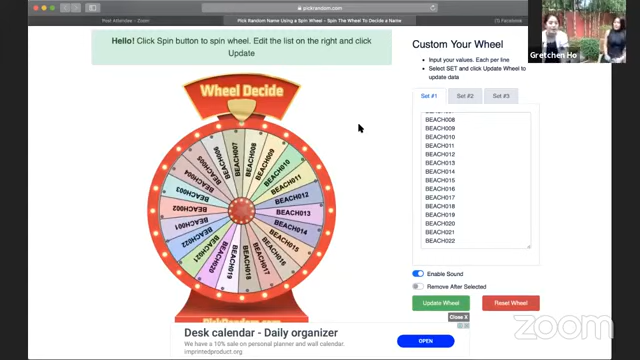 pickrandom.com
Post Attendee - Zoom
Pick Random Name Using a Spin Wheel - Spin The Wheel To Decide a Name
(1) Facebook
Hello! Click Spin button to spin wheel. Edit the list on the right and click
Update
Wheel Decide
BEACH001
BEACH002
BEACH003
BEACH004
BEACH005
BEACH006
BEACH007
BEACH008
BEACH009
BEACH010
BEACH011
BEACH012
BEACH013
BEACH014
BEACH015
BEACH016
BEACH017
BEACH018
BEACH019
BEACH020
BEACH021
BEACH022
PickRandom.com
Custom Your Wheel
• Input your values. Each per line
• Select SET and click Update Wheel to
update data
Set #1
Set #2
Set #3
BEACH008
BEACH009
BEACH010
BEACH011
BEACH012
BEACH013
BEACH014
BEACH015
BEACH016
BEACH017
BEACH018
BEACH019
BEACH020
BEACH021
BEACH022
Enable Sound
Remove After Selected
Update Wheel
Reset Wheel
Close X
Desk calendar - Daily organizer
We have a 10% sale on personal planner and wall calendar.
imprintedproduct.org
OPEN
Gretchen Ho
zoom